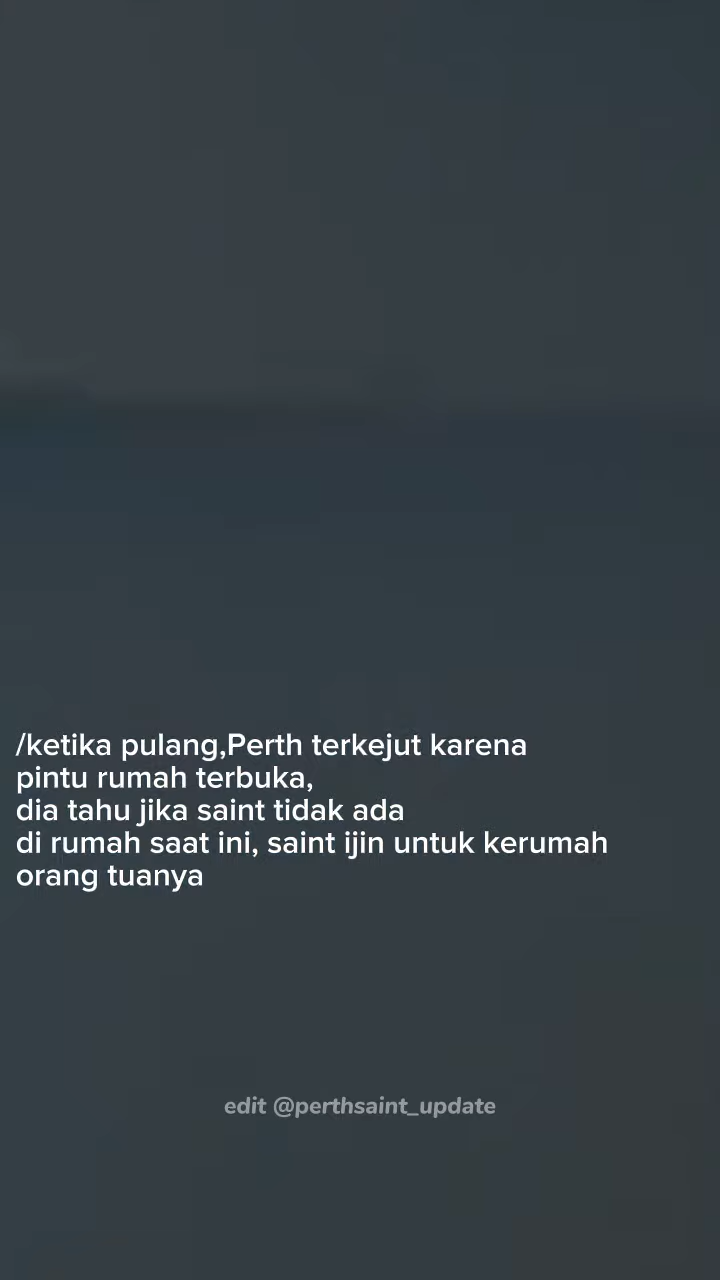 /ketika pulang,Perth terkejut karena
pintu rumah terbuka,
dia tahu jika saint tidak ada
di rumah saat ini, saint ijin untuk kerumah
orang tuanya
edit @perthsaint_update